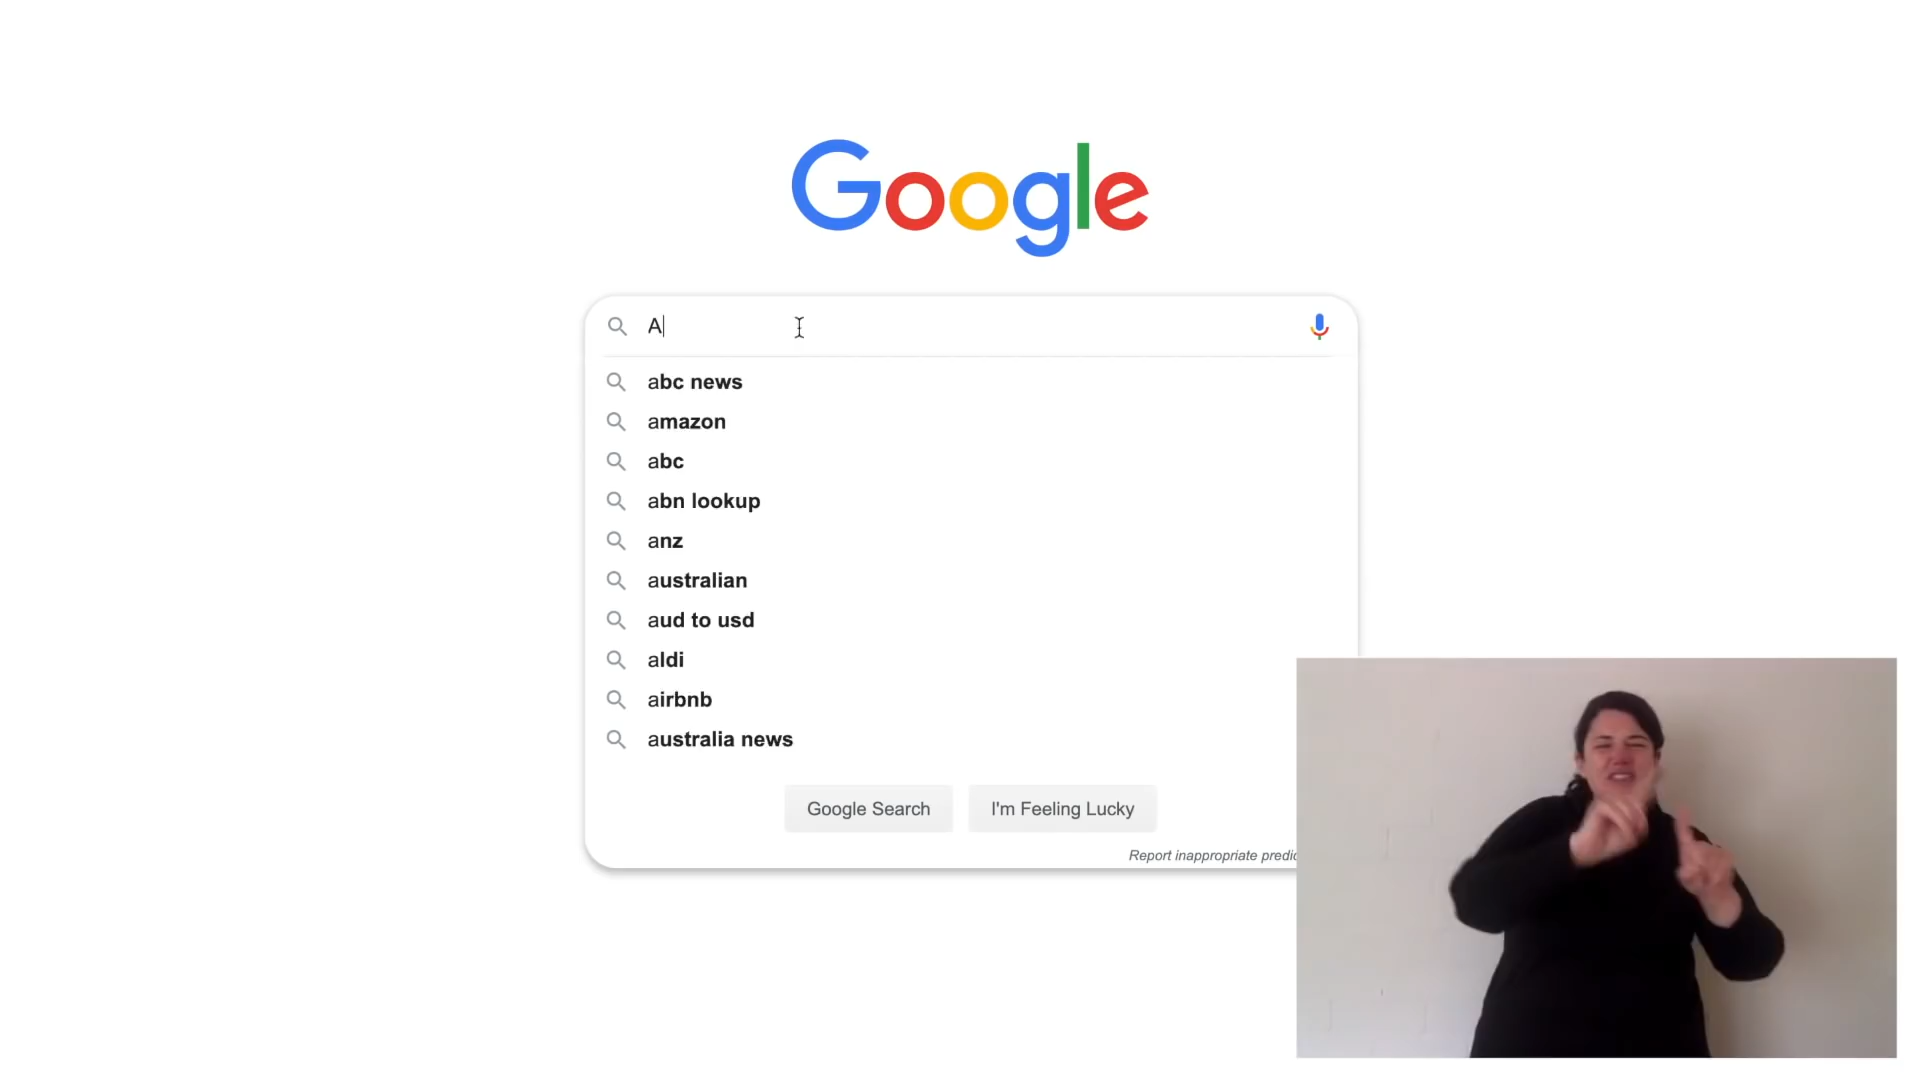 Google
A
abc news
amazon
abc
abn lookup
anz
australian
aud to usd
aldi
airbnb
australia news
Google Search
I'm Feeling Lucky
Report inappropriate